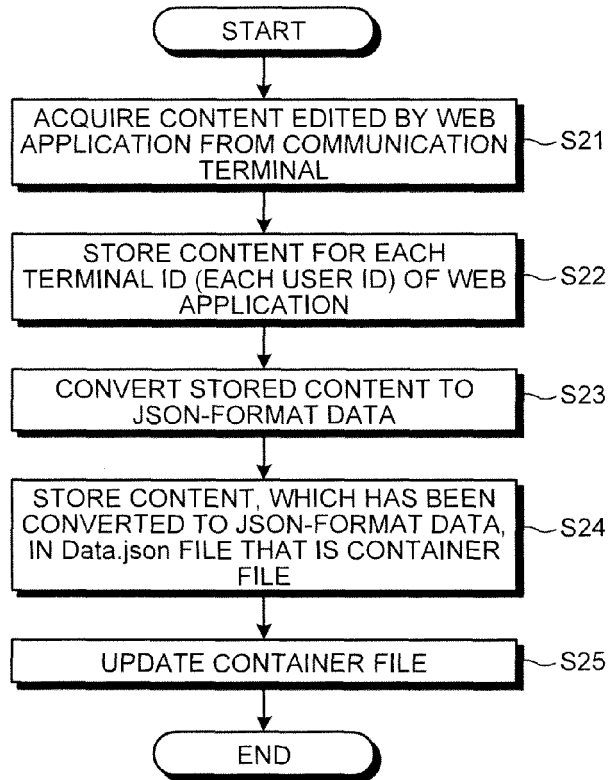 START
ACQUIRE CONTENT EDITED BY WEB
APPLICATION FROM COMMUNICATION
TERMINAL
S21
STORE CONTENT FOR EACH
TERMINAL ID (EACH USER ID) OF WEB
APPLICATION
S22
CONVERT STORED CONTENT TO
JSON-FORMAT DATA
S23
STORE CONTENT, WHICH HAS BEEN
CONVERTED TO JSON-FORMAT DATA,
IN Data.json FILE THAT IS CONTAINER
FILE
S24
UPDATE CONTAINER FILE
S25
END